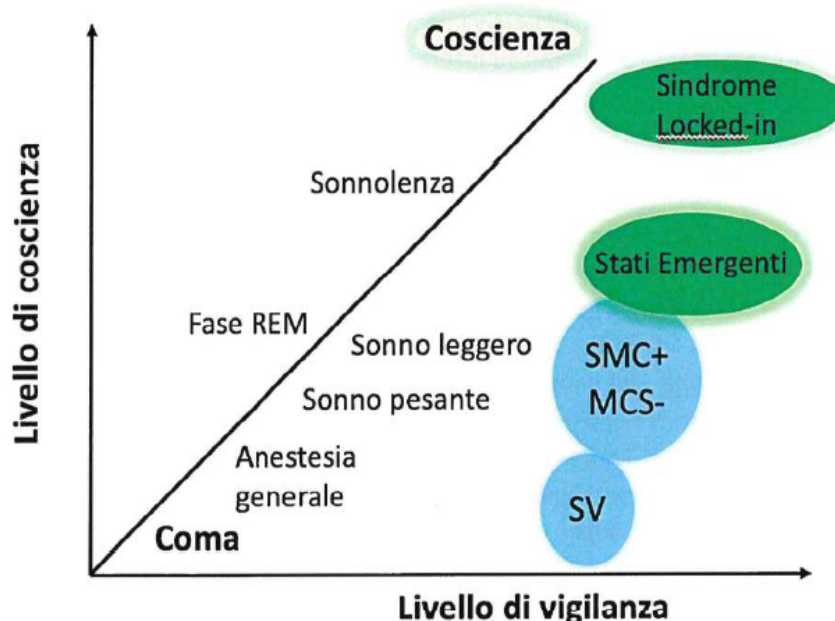 Coscienza
Sindrome
Locked-in
Sonnolenza
Stati Emergenti
Fase REM
Sonno leggero
SMC+
MCS-
Sonno pesante
Anestesia
generale
SV
Coma
Livello di coscienza
Livello di vigilanza